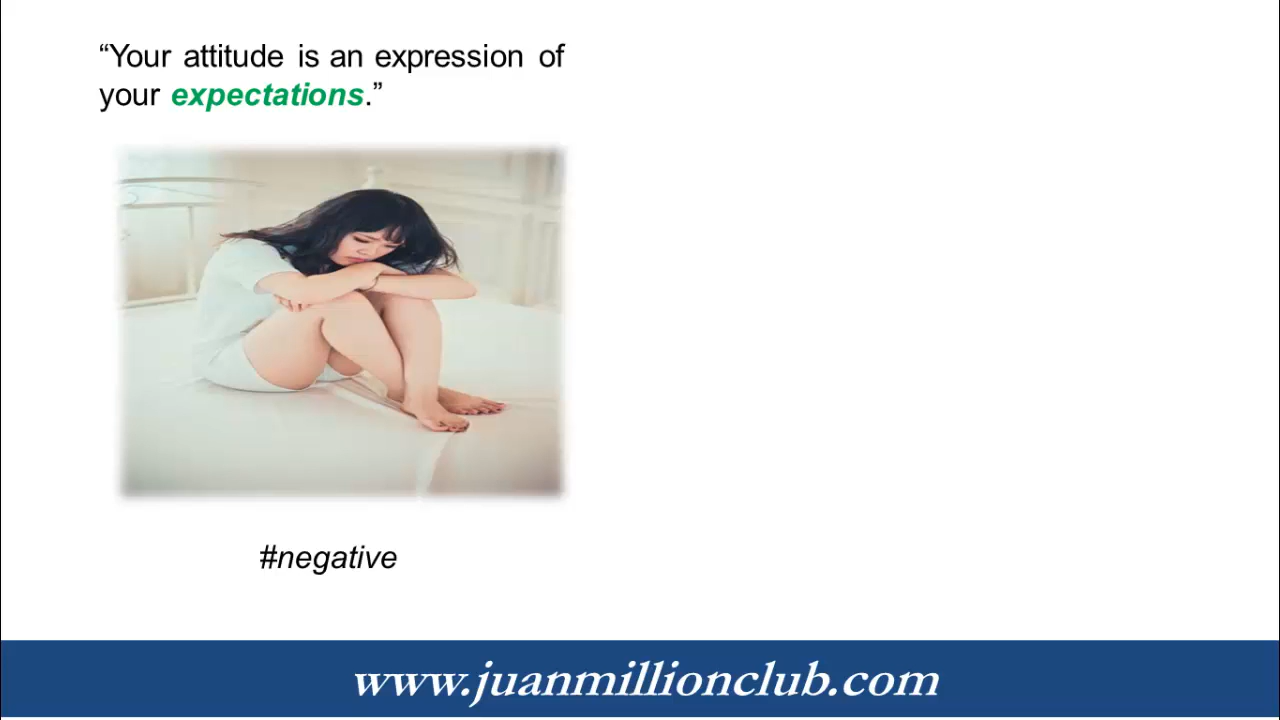 “Your attitude is an expression of
your expectations.”
#negative
www.juanmillionclub.com